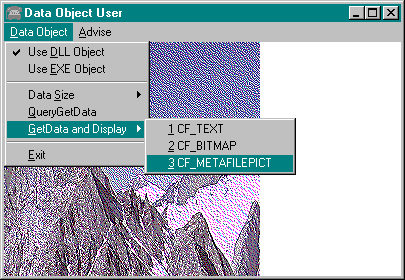 Data Object User
Data Object Advise
Use DLL Object
Use EXE Object
Data Size
QueryGetData
GetData and Display
1 CF_TEXT
2 CF_BITMAP
3 CF_METAFILEPICT
Exit